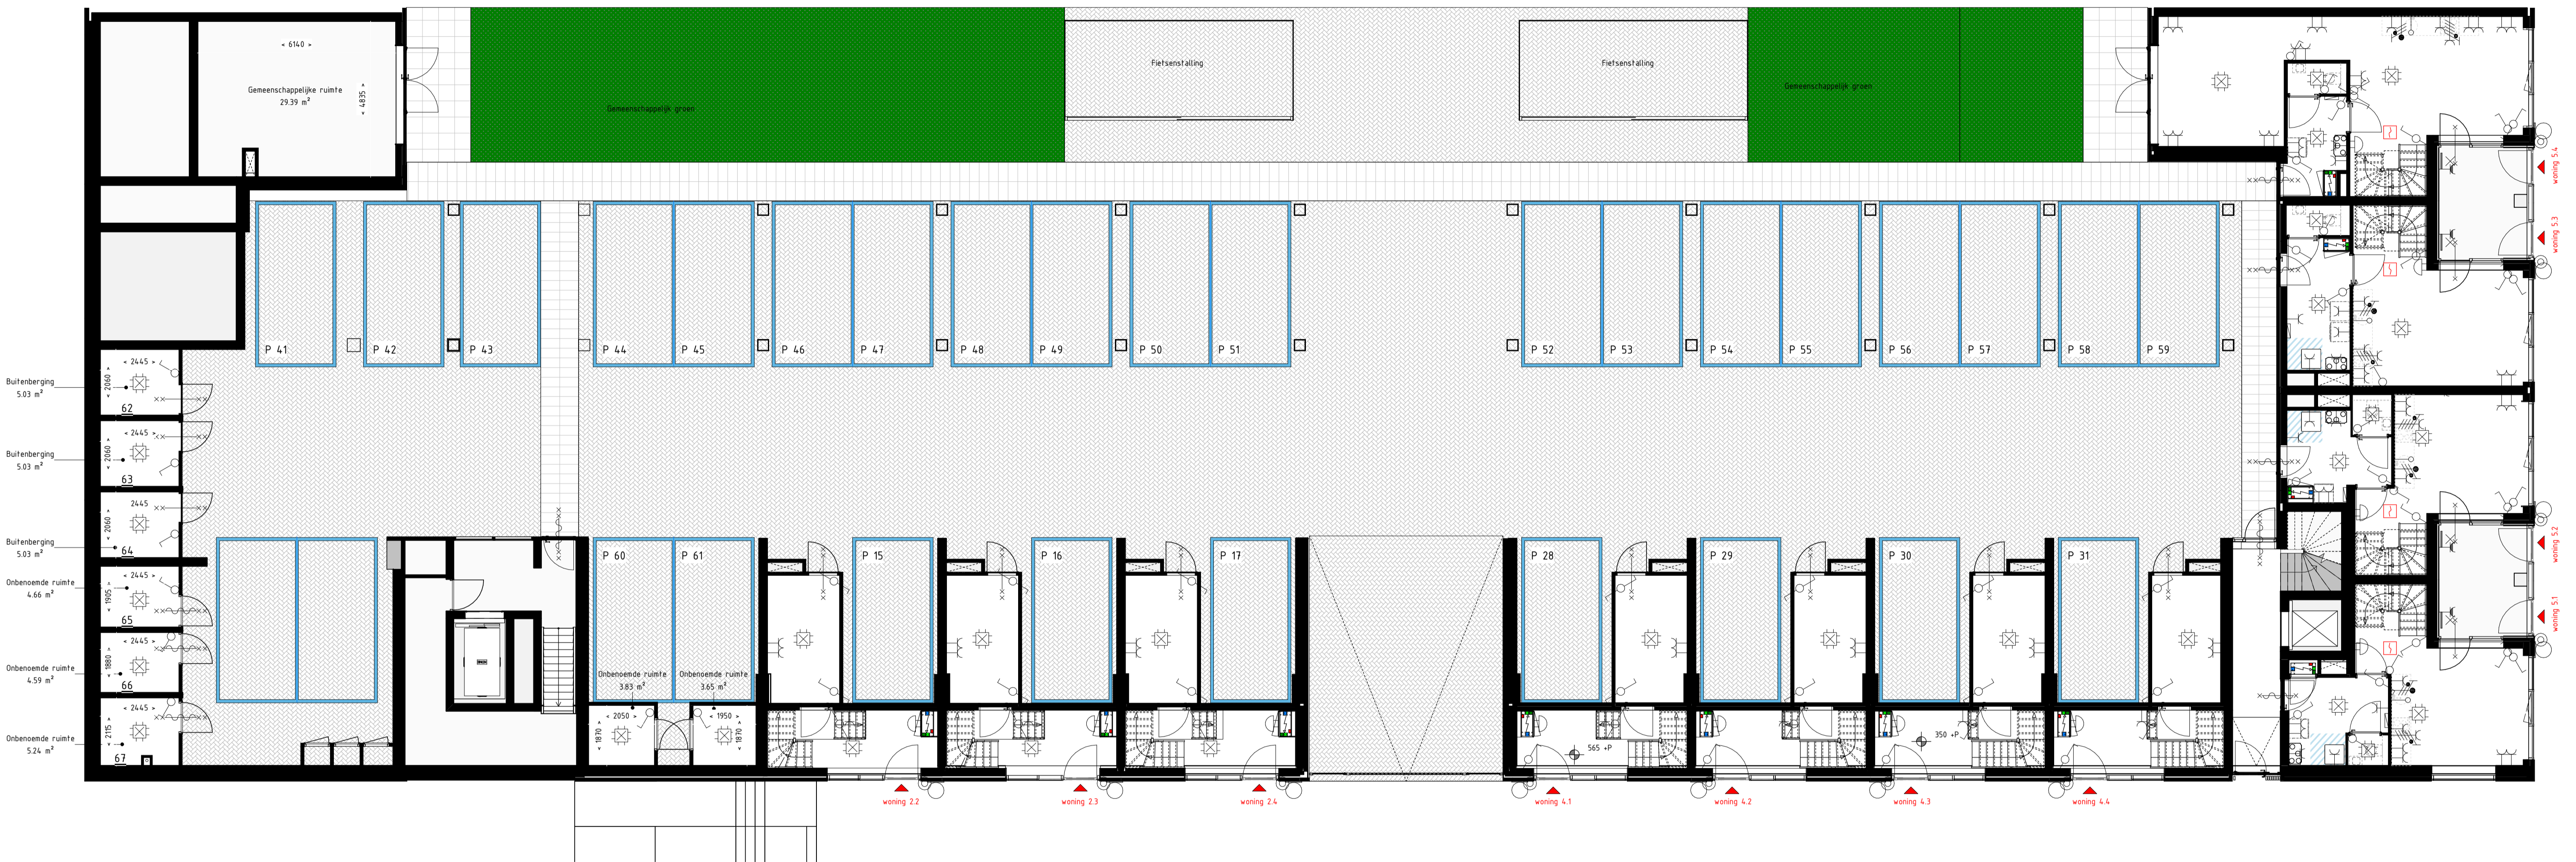 < 6140 >
Gemeenschappelijke ruimte
29.39 m²
< 4835 >
Gemeenschappelijk groen
Fietsenstalling
Fietsenstalling
Gemeenschappelijk groen
woning 5.4
woning 5.3
P 41
P 42
P 43
P 44
P 45
P 46
P 47
P 48
P 49
P 50
P 51
P 52
P 53
P 54
P 55
P 56
P 57
P 58
P 59
Buitenberging
5.03 m²
< 2445 >
< 2060 >
62
Buitenberging
5.03 m²
< 2445 >
< 2060 >
63
Buitenberging
5.03 m²
2445
< 2060 >
64
Onbenoemde ruimte
4.66 m²
< 2445 >
< 1905 >
65
Onbenoemde ruimte
4.59 m²
< 2445 >
< 1880 >
66
Onbenoemde ruimte
5.24 m²
< 2445 >
< 2115 >
67
P 60
P 61
P 15
P 16
P 17
P 28
P 29
P 30
P 31
Onbenoemde ruimte
3.83 m²
Onbenoemde ruimte
3.65 m²
< 2050 >
< 1870 >
< 1950 >
< 1870 >
565 +P
350 +P
woning 5.2
woning 5.1
woning 2.2
woning 2.3
woning 2.4
woning 4.1
woning 4.2
woning 4.3
woning 4.4